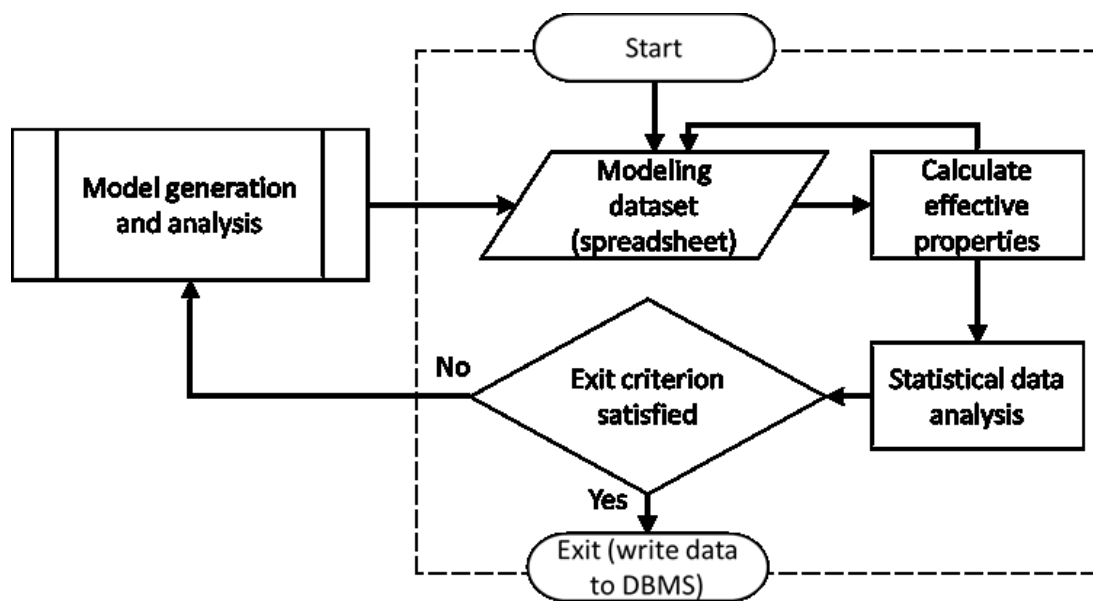 Start
Model generation
and analysis
Modeling
dataset
(spreadsheet)
Calculate
effective
properties
No
Exit criterion
satisfied
Statistical data
analysis
Yes
Exit (write data
to DBMS)